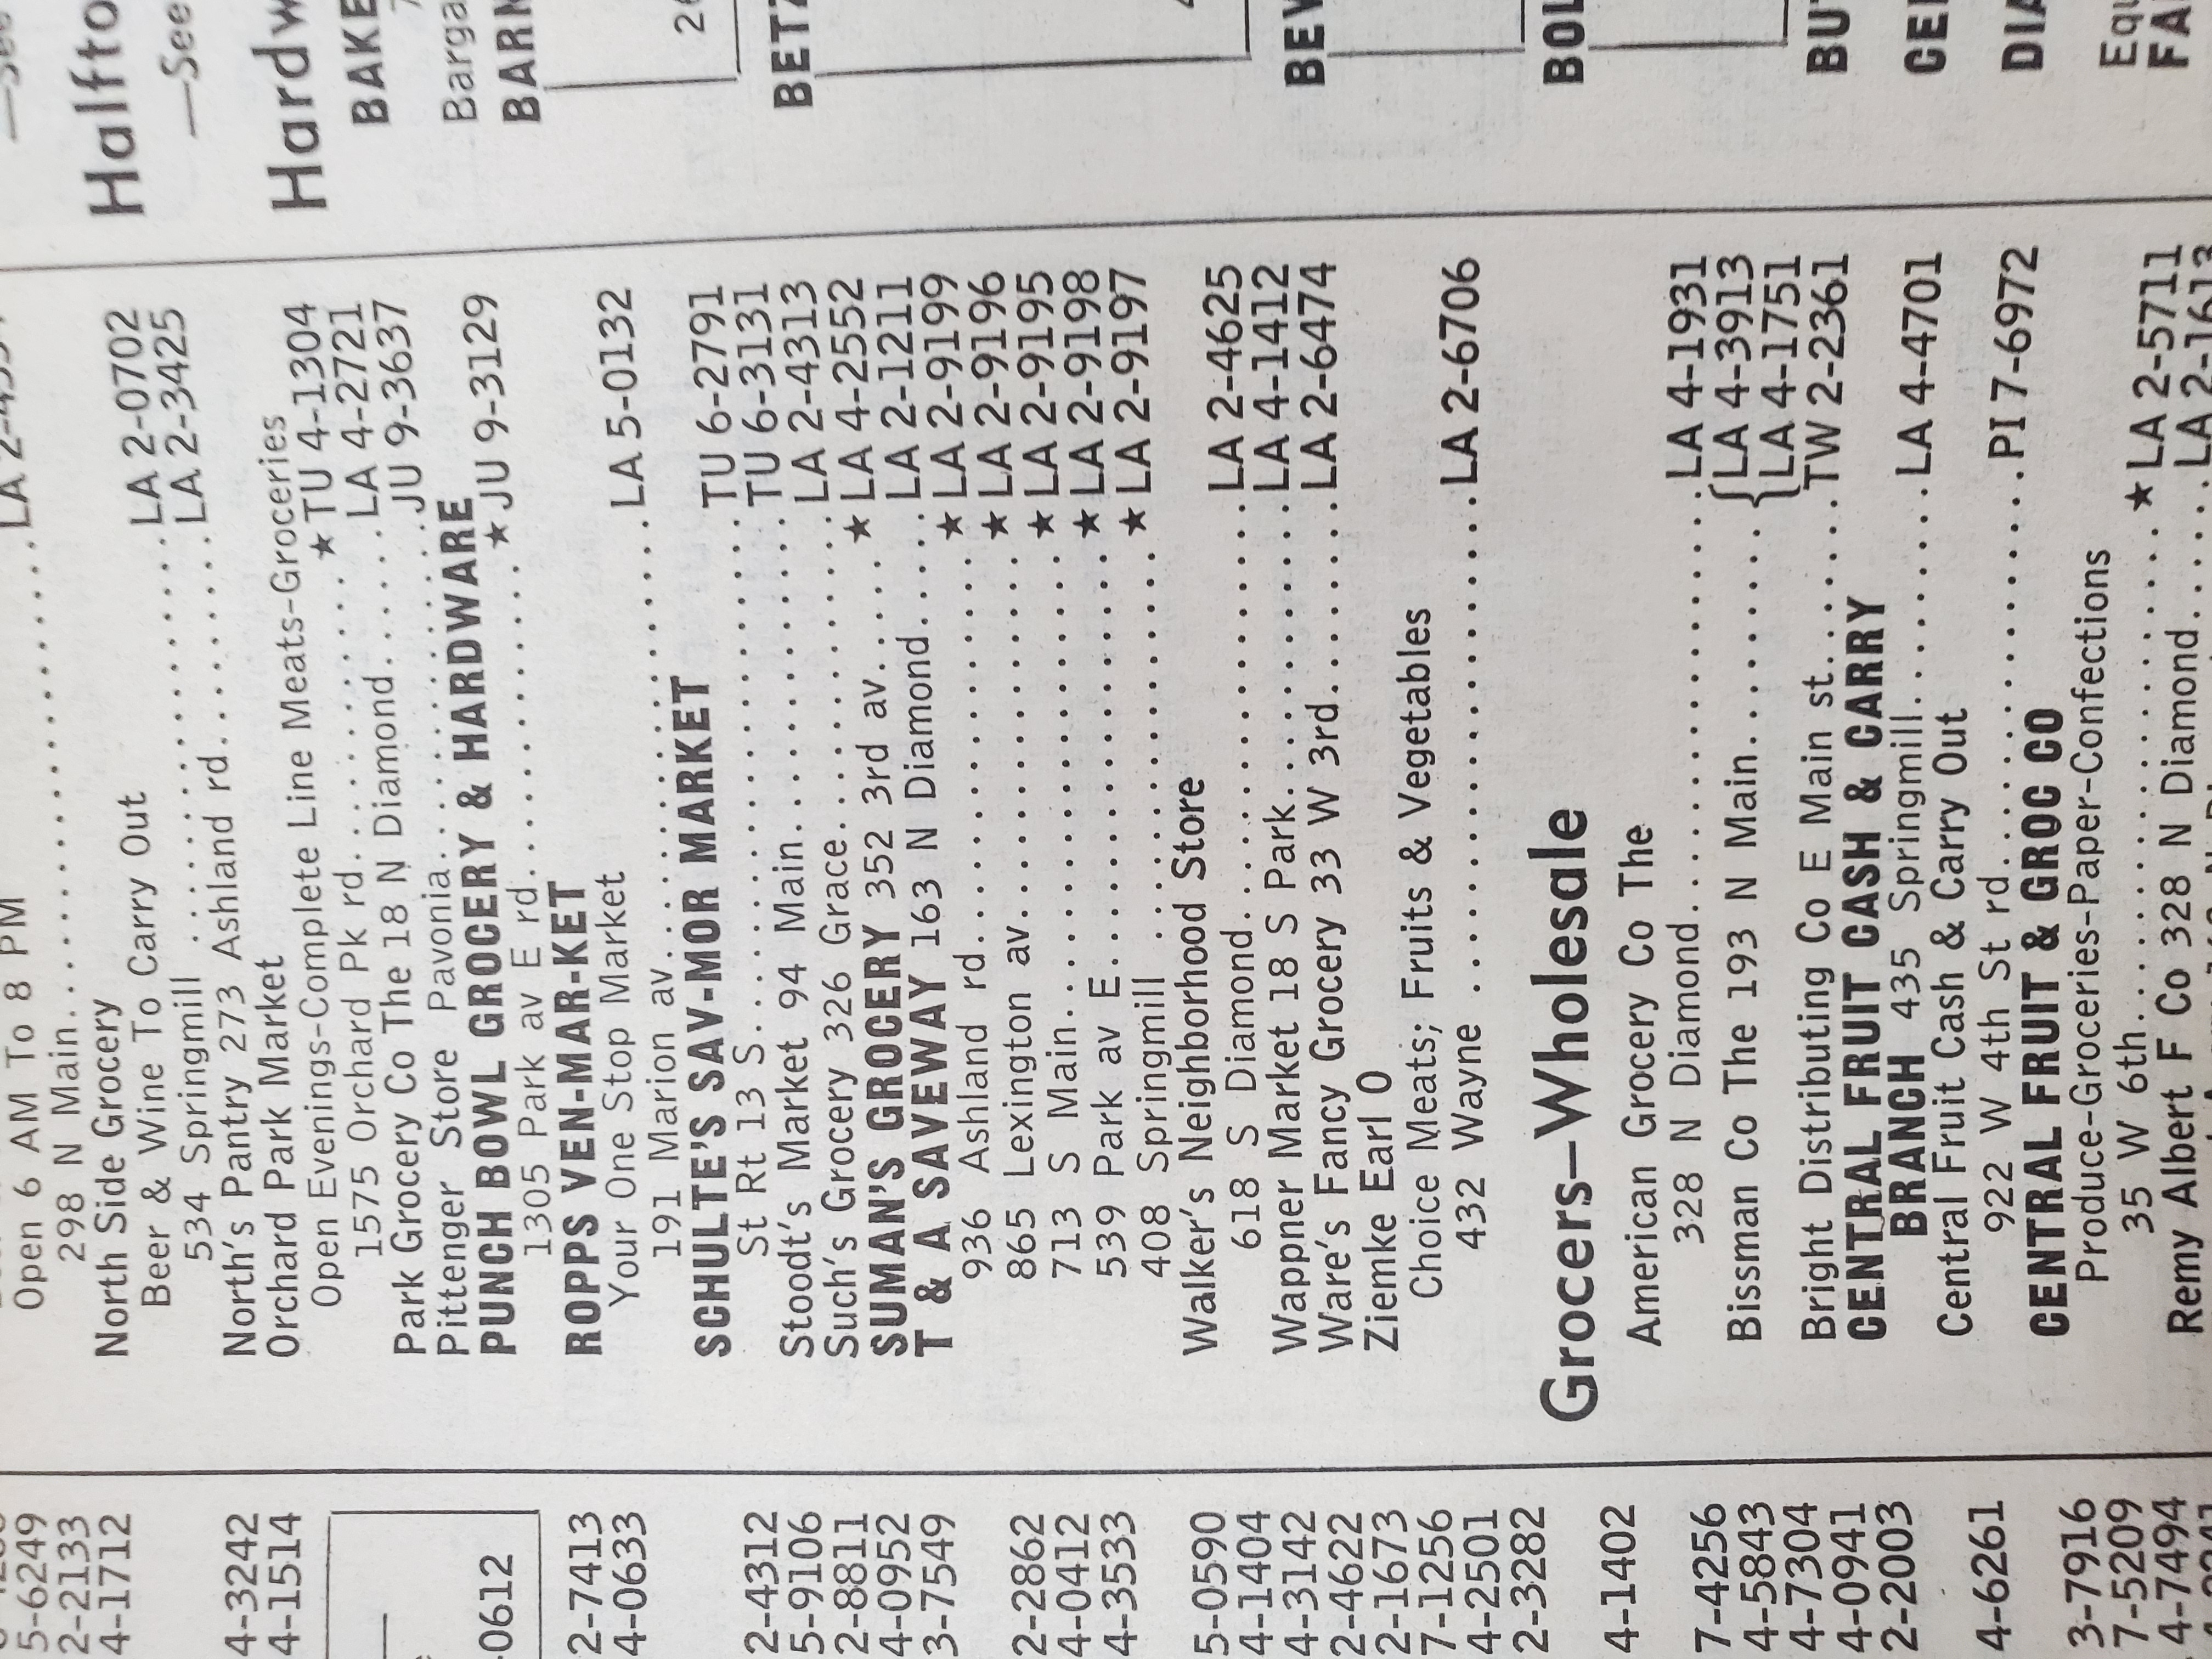 5-6249
2-2133
4-1712
4-3242
4-1514
0612
2-7413
4-0633
2-4312
5-9106
2-8811
4-0952
3-7549
2-2862
4-0412
4-3533
5-0590
4-1404
4-3142
2-4622
2-1673
7-1256
4-2501
2-3282
4-1402
7-4256
4-5843
4-7304
4-0941
2-2003
4-6261
3-7916
7-5209
4-7494
Open 6 AM To 8 PM
298 N Main
North Side Grocery
Beer & Wine To Carry Out
534 Springmill ..... LA 2-0702
North's Pantry 273 Ashland rd ..... LA 2-3425
Orchard Park Market
Open Evenings-Complete Line Meats-Groceries
1575 Orchard Pk rd ..... ★ TU 4-1304
Park Grocery Co The 18 N Diamond ..... LA 4-2721
Pittenger Store Pavonia ..... JU 9-3637
PUNCH BOWL GROCERY & HARDWARE
1305 Park av E rd ..... ★ JU 9-3129
ROPPS VEN-MAR-KET
Your One Stop Market
191 Marion av ..... LA 5-0132
SCHULTE'S SAV-MOR MARKET
St Rt 13 S ..... TU 6-2791
TU 6-3131
Stoodt's Market 94 Main ..... TU 6-3131
Such's Grocery 326 Grace ..... LA 2-4313
SUMAN'S GROCERY 352 3rd av ..... ★ LA 4-2552
T & A SAVEWAY 163 N Diamond ..... LA 2-1211
936 Ashland rd ..... ★ LA 2-9199
865 Lexington av ..... ★ LA 2-9196
713 S Main ..... ★ LA 2-9195
539 Park av E ..... ★ LA 2-9198
408 Springmill ..... ★ LA 2-9197
Walker's Neighborhood Store
618 S Diamond ..... LA 2-4625
Wappner Market 18 S Park ..... LA 4-1412
Ware's Fancy Grocery 33 W 3rd ..... LA 2-6474
Ziemke Earl O
Choice Meats; Fruits & Vegetables
432 Wayne ..... LA 2-6706
Grocers—Wholesale
American Grocery Co The
328 N Diamond ..... LA 4-1931
Bissman Co The 193 N Main ..... {LA 4-3913
{LA 4-1751
Bright Distributing Co E Main st ..... TW 2-2361
CENTRAL FRUIT CASH & CARRY
BRANCH 435 Springmill ..... LA 4-4701
Central Fruit Cash & Carry Out
922 W 4th St rd ..... PI 7-6972
CENTRAL FRUIT & GROC CO
Produce-Groceries-Paper-Confections
35 W 6th ..... ★ LA 2-5711
Remy Albert F Co 328 N Diamond ..... LA 2-1613
Halfto
—See
Hardw
BAKE
Barga
BARN
BETZ
BEV
BOL
BUT
CEN
DIA
Equ
FAI